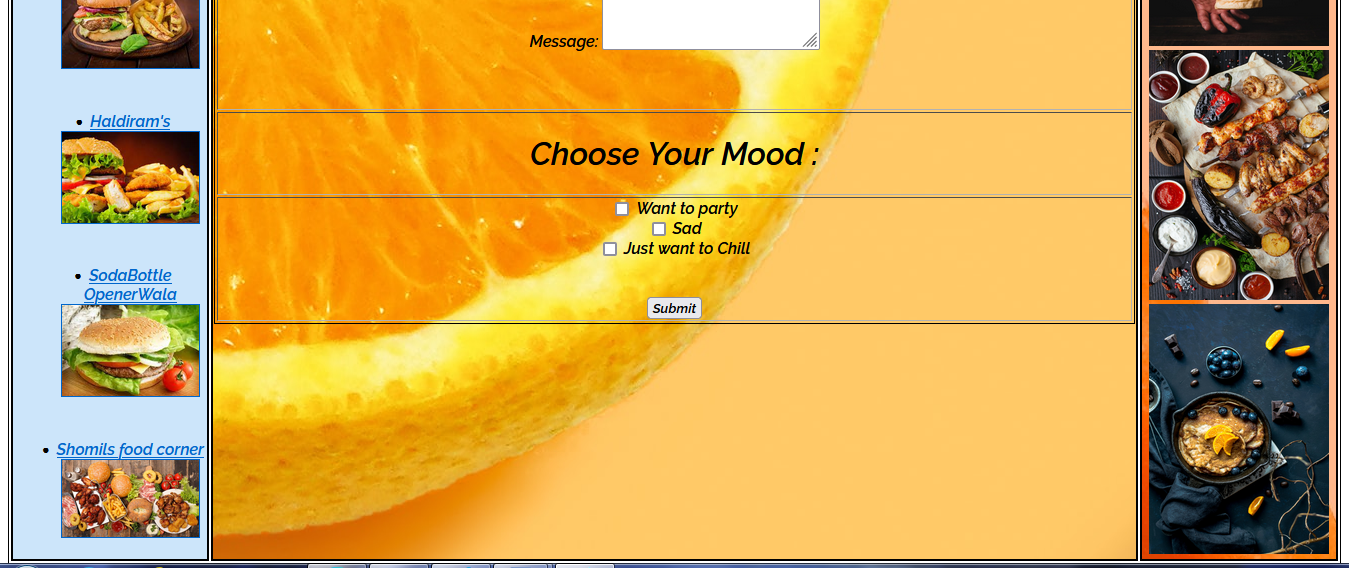 Haldiram's
SodaBottle
OpenerWala
Shomils food corner
Message:
Choose Your Mood :
Want to party
Sad
Just want to Chill
Submit